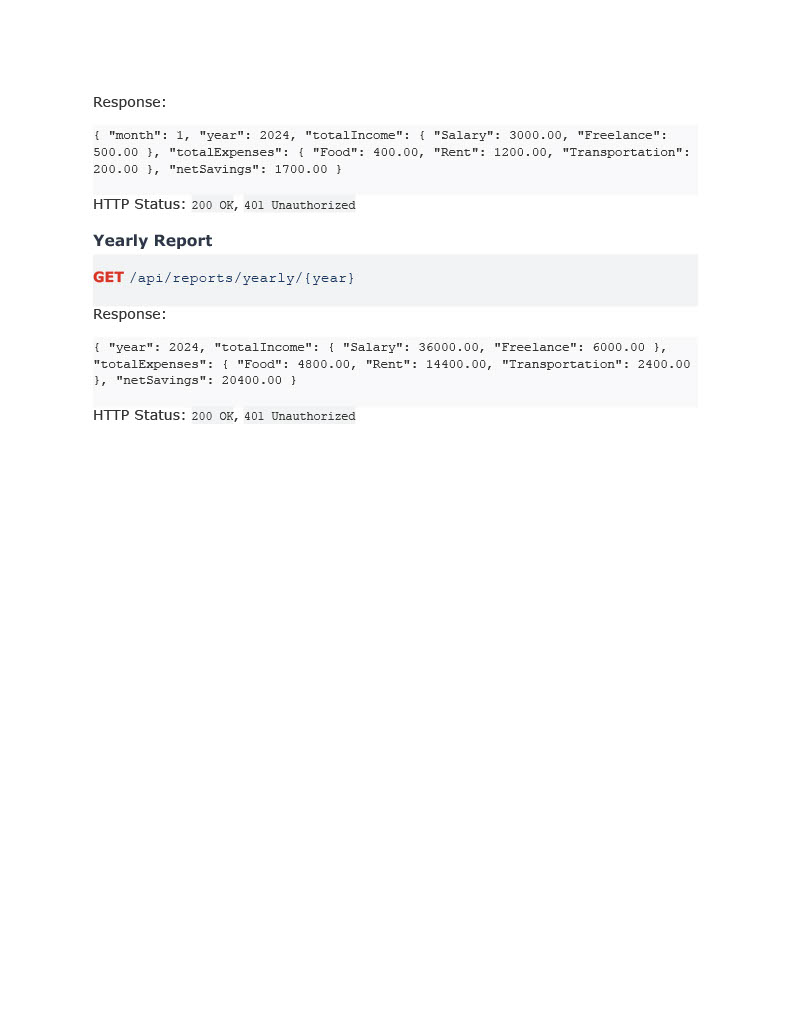 Response:
{ "month": 1, "year": 2024, "totalIncome": { "Salary": 3000.00, "Freelance":
500.00 }, "totalExpenses": { "Food": 400.00, "Rent": 1200.00, "Transportation":
200.00 }, "netSavings": 1700.00 }
HTTP Status: 200 OK, 401 Unauthorized
Yearly Report
GET /api/reports/yearly/{year}
Response:
{ "year": 2024, "totalIncome": { "Salary": 36000.00, "Freelance": 6000.00 },
"totalExpenses": { "Food": 4800.00, "Rent": 14400.00, "Transportation": 2400.00
}, "netSavings": 20400.00 }
HTTP Status: 200 OK, 401 Unauthorized